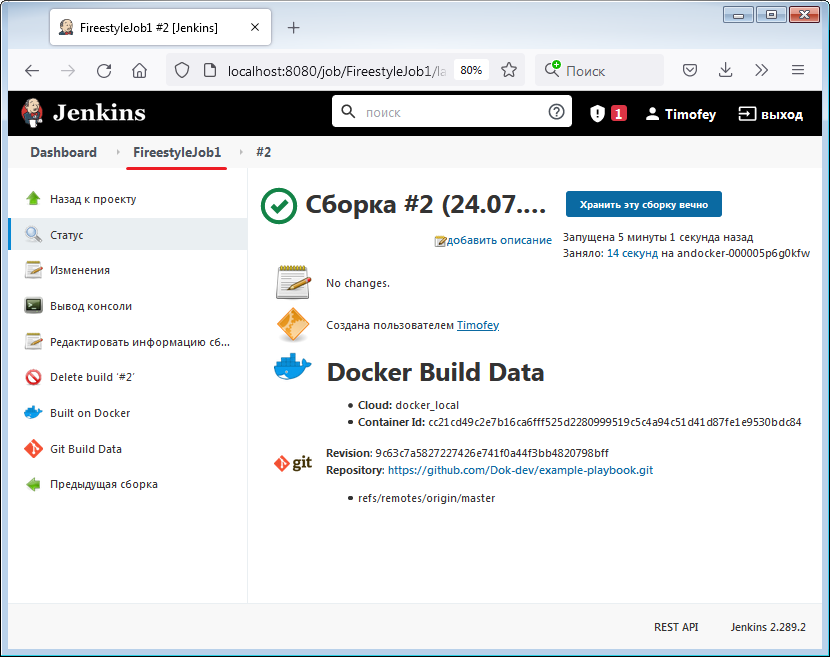 FireestyleJob1 #2 [Jenkins]
localhost:8080/job/FireestyleJob1/la
80%
Поиск
Jenkins
поиск
1
Timofey
выход
Dashboard
FireestyleJob1
#2
Назад к проекту
Статус
Изменения
Вывод консоли
Редактировать информацию сб...
Delete build '#2'
Built on Docker
Git Build Data
Предыдущая сборка
Сборка #2 (24.07....
Хранить эту сборку вечно
добавить описание
Запущена 5 минуты 1 секунда назад
Заняло: 14 секунд на andocker-000005p6g0kfw
No changes.
Создана пользователем Timofey
Docker Build Data
Cloud: docker_local
Container Id: cc21cd49c2e7b16ca6fff525d2280999519c5c4a94c51d41d87fe1e9530bdc84
git
Revision: 9c63c7a5827227426e741f0a44f3bb4820798bff
Repository: https://github.com/Dok-dev/example-playbook.git
refs/remotes/origin/master
REST API
Jenkins 2.289.2